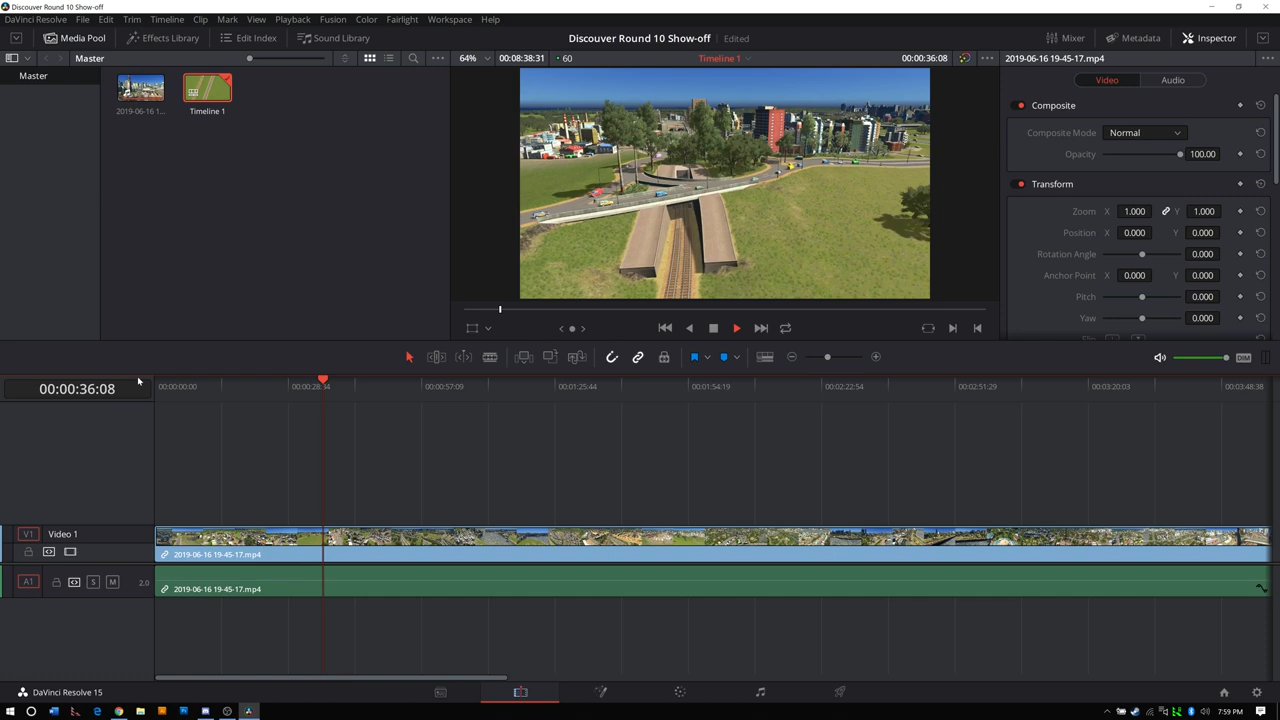 Discover Round 10 Show-off
DaVinci Resolve File Edit Trim Timeline Clip Mark View Playback Fusion Color Fairlight Workspace Help
Media Pool Effects Library Edit Index Sound Library Discover Round 10 Show-off Edited Mixer Metadata Inspector
Master 64% 00:08:38:31 60 Timeline 1 00:00:36:08 2019-06-16 19-45-17.mp4
Master
Video Audio
2019-06-16 1... Timeline 1
Composite
Composite Mode Normal
Opacity 100.00
Transform
Zoom X 1.000 Y 1.000
Position X 0.000 Y 0.000
Rotation Angle 0.000
Anchor Point X 0.000 Y 0.000
Pitch 0.000
Yaw 0.000
DIM
00:00:36:08 00:00:00:00 00:00:28:34 00:00:57:09 00:01:25:44 00:01:54:19 00:02:22:54 00:02:51:29 00:03:20:03 00:03:48:38
V1 Video 1
2019-06-16 19-45-17.mp4
A1 S M 2.0
2019-06-16 19-45-17.mp4
DaVinci Resolve 15
7:59 PM